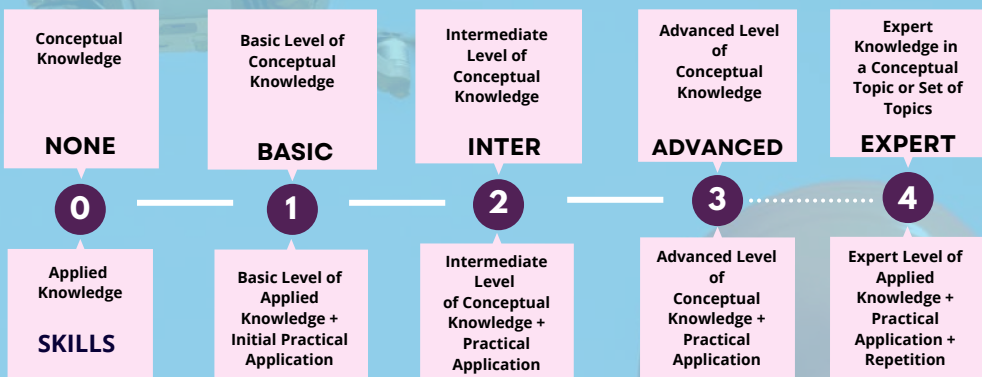 Conceptual
Knowledge
NONE
Basic Level of
Conceptual
Knowledge
BASIC
Intermediate
Level of
Conceptual
Knowledge
INTER
Advanced Level
of
Conceptual
Knowledge
ADVANCED
Expert
Knowledge in
a Conceptual
Topic or Set of
Topics
EXPERT
0
1
2
3
4
Applied
Knowledge
SKILLS
Basic Level of
Applied
Knowledge +
Initial Practical
Application
Intermediate
Level
of Conceptual
Knowledge +
Practical
Application
Advanced Level
of
Conceptual
Knowledge +
Practical
Application
Expert Level of
Applied
Knowledge +
Practical
Application +
Repetition